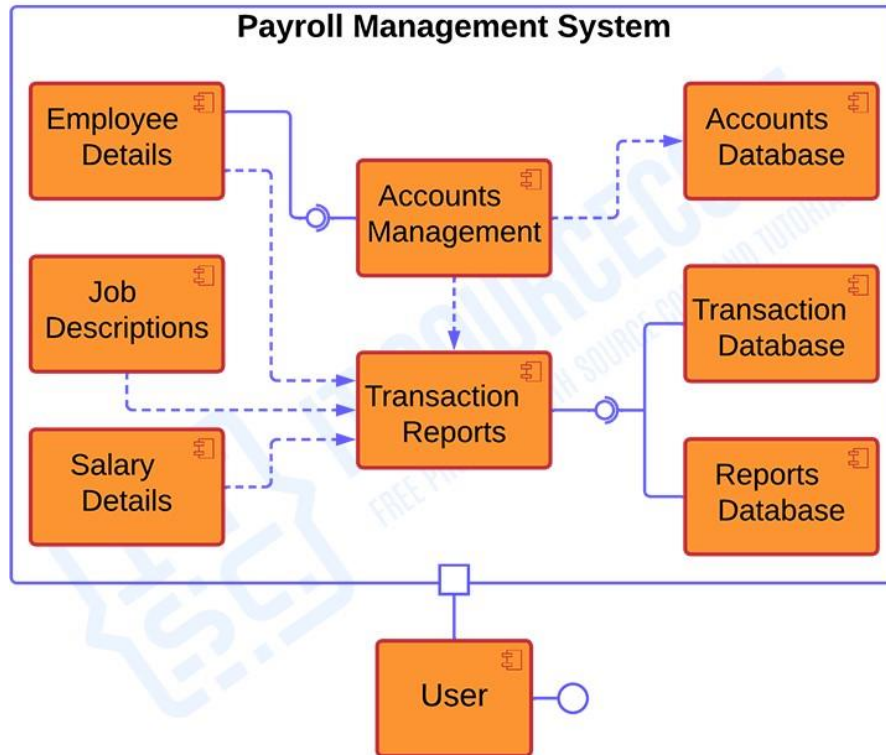 Payroll Management System
Employee
Details
Accounts
Database
Accounts
Management
Job
Descriptions
Transaction
Database
Transaction
Reports
Salary
Details
Reports
Database
User